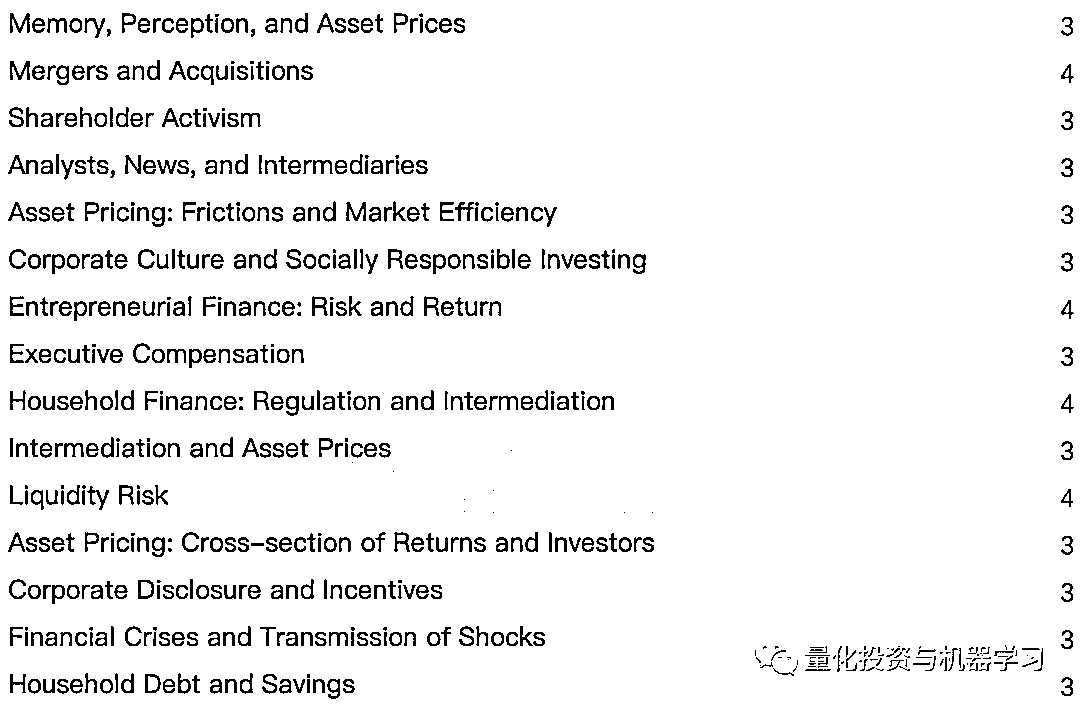 Memory, Perception, and Asset Prices 3
Mergers and Acquisitions 4
Shareholder Activism 3
Analysts, News, and Intermediaries 3
Asset Pricing: Frictions and Market Efficiency 3
Corporate Culture and Socially Responsible Investing 3
Entrepreneurial Finance: Risk and Return 4
Executive Compensation 3
Household Finance: Regulation and Intermediation 4
Intermediation and Asset Prices 3
Liquidity Risk 4
Asset Pricing: Cross-section of Returns and Investors 3
Corporate Disclosure and Incentives 3
Financial Crises and Transmission of Shocks 3
量化投资与机器学习
Household Debt and Savings 3